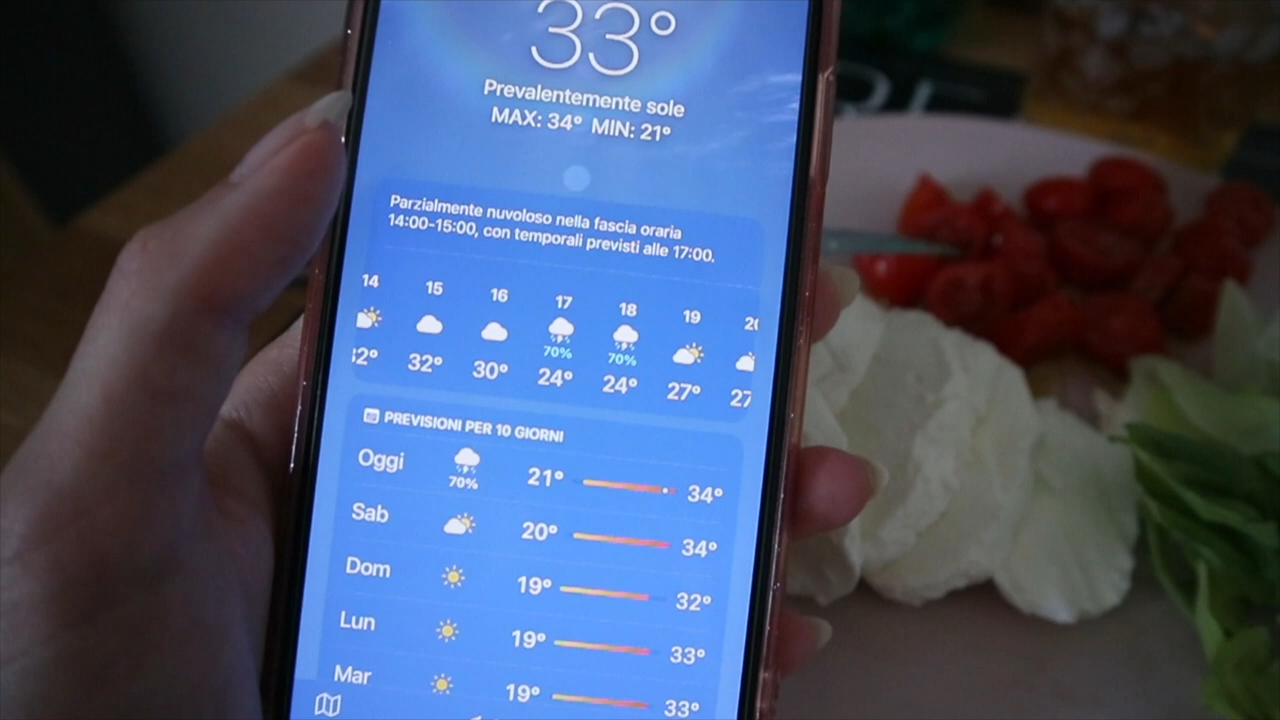 33°
Prevalentemente sole
MAX: 34° MIN: 21°
Parzialmente nuvoloso nella fascia oraria
14:00-15:00, con temporali previsti alle 17:00.
14 15 16 17 18 19
70% 70%
32° 30° 24° 24° 27° 27
PREVISIONI PER 10 GIORNI
Oggi 70% 21° 34°
Sab 20° 34°
Dom 19° 32°
Lun 19° 33°
Mar 19° 33°